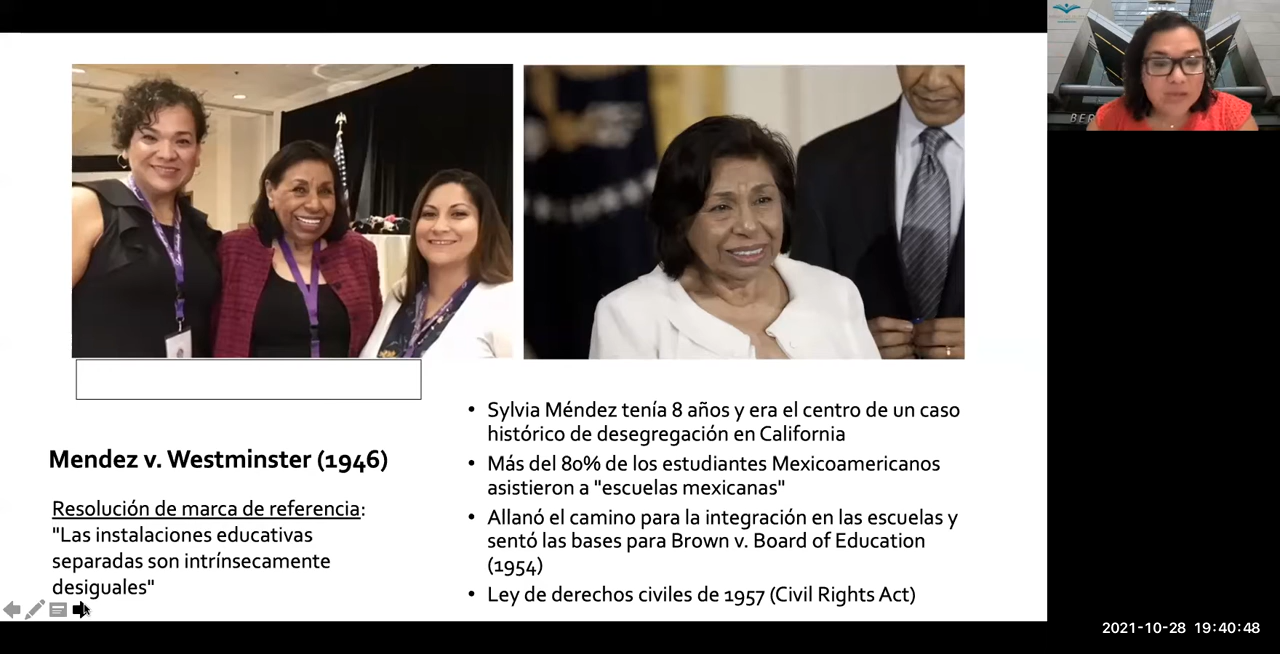 BER
Mendez v. Westminster (1946)
Resolución de marca de referencia:
"Las instalaciones educativas
separadas son intrínsecamente
desiguales"
• Sylvia Méndez tenía 8 años y era el centro de un caso
histórico de desegregación en California
• Más del 80% de los estudiantes Mexicoamericanos
asistieron a "escuelas mexicanas"
• Allanó el camino para la integración en las escuelas y
sentó las bases para Brown v. Board of Education
(1954)
• Ley de derechos civiles de 1957 (Civil Rights Act)
2021-10-28 19:40:48